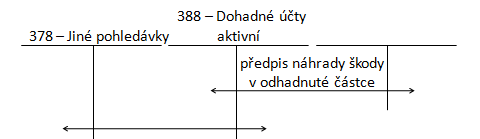 388 – Dohadné účty
378 – Jiné pohledávky
aktivní
předpis náhrady škody
v odhadnuté částce